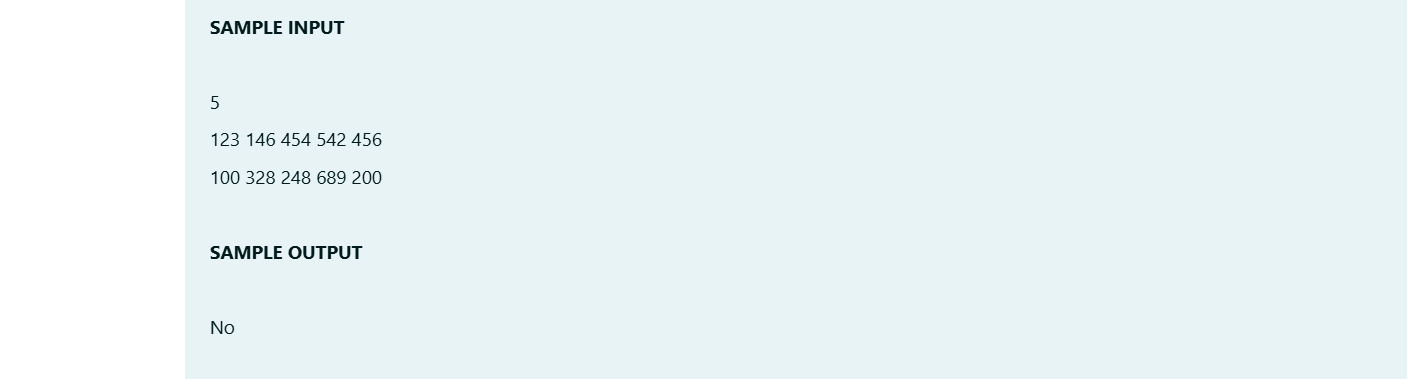 SAMPLE INPUT
5
123 146 454 542 456
100 328 248 689 200
SAMPLE OUTPUT
No